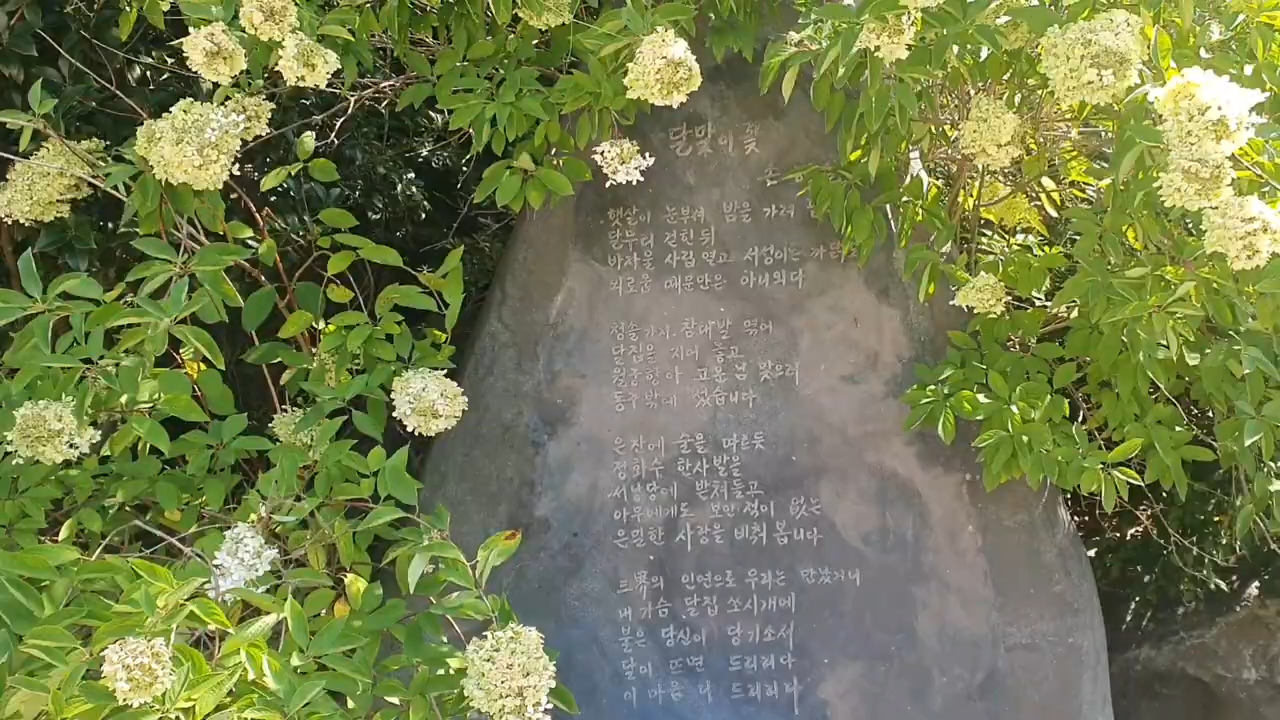 달맞이 꽃
햇살이 눈부셔 밤을 가려
달무리 걷힌 뒤
바자울 사립 열고 서성이는 까닭
외로움 때문만은 아니외다
청솔가지 참대발 엮어
달집을 지어 놓고
월궁항아 고운 님 맞으러
동구 밖에 섰습니다
은잔에 술을 따르듯
정화수 한사발을
서낭당에 받쳐들고
아무에게도 보인 적이 없는
은밀한 사랑을 비춰 봅니다
三界의 인연으로 우리는 만났거니
내 가슴 달집 쏘시개에
불은 당신이 당기소서
달이 뜨면 드리리다
이 마음 다 드리리다